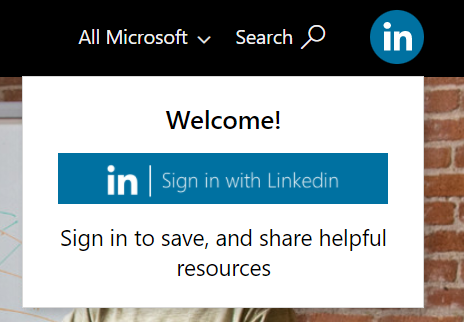 All Microsoft Search in
Welcome!
in Sign in with Linkedin
Sign in to save, and share helpful
resources